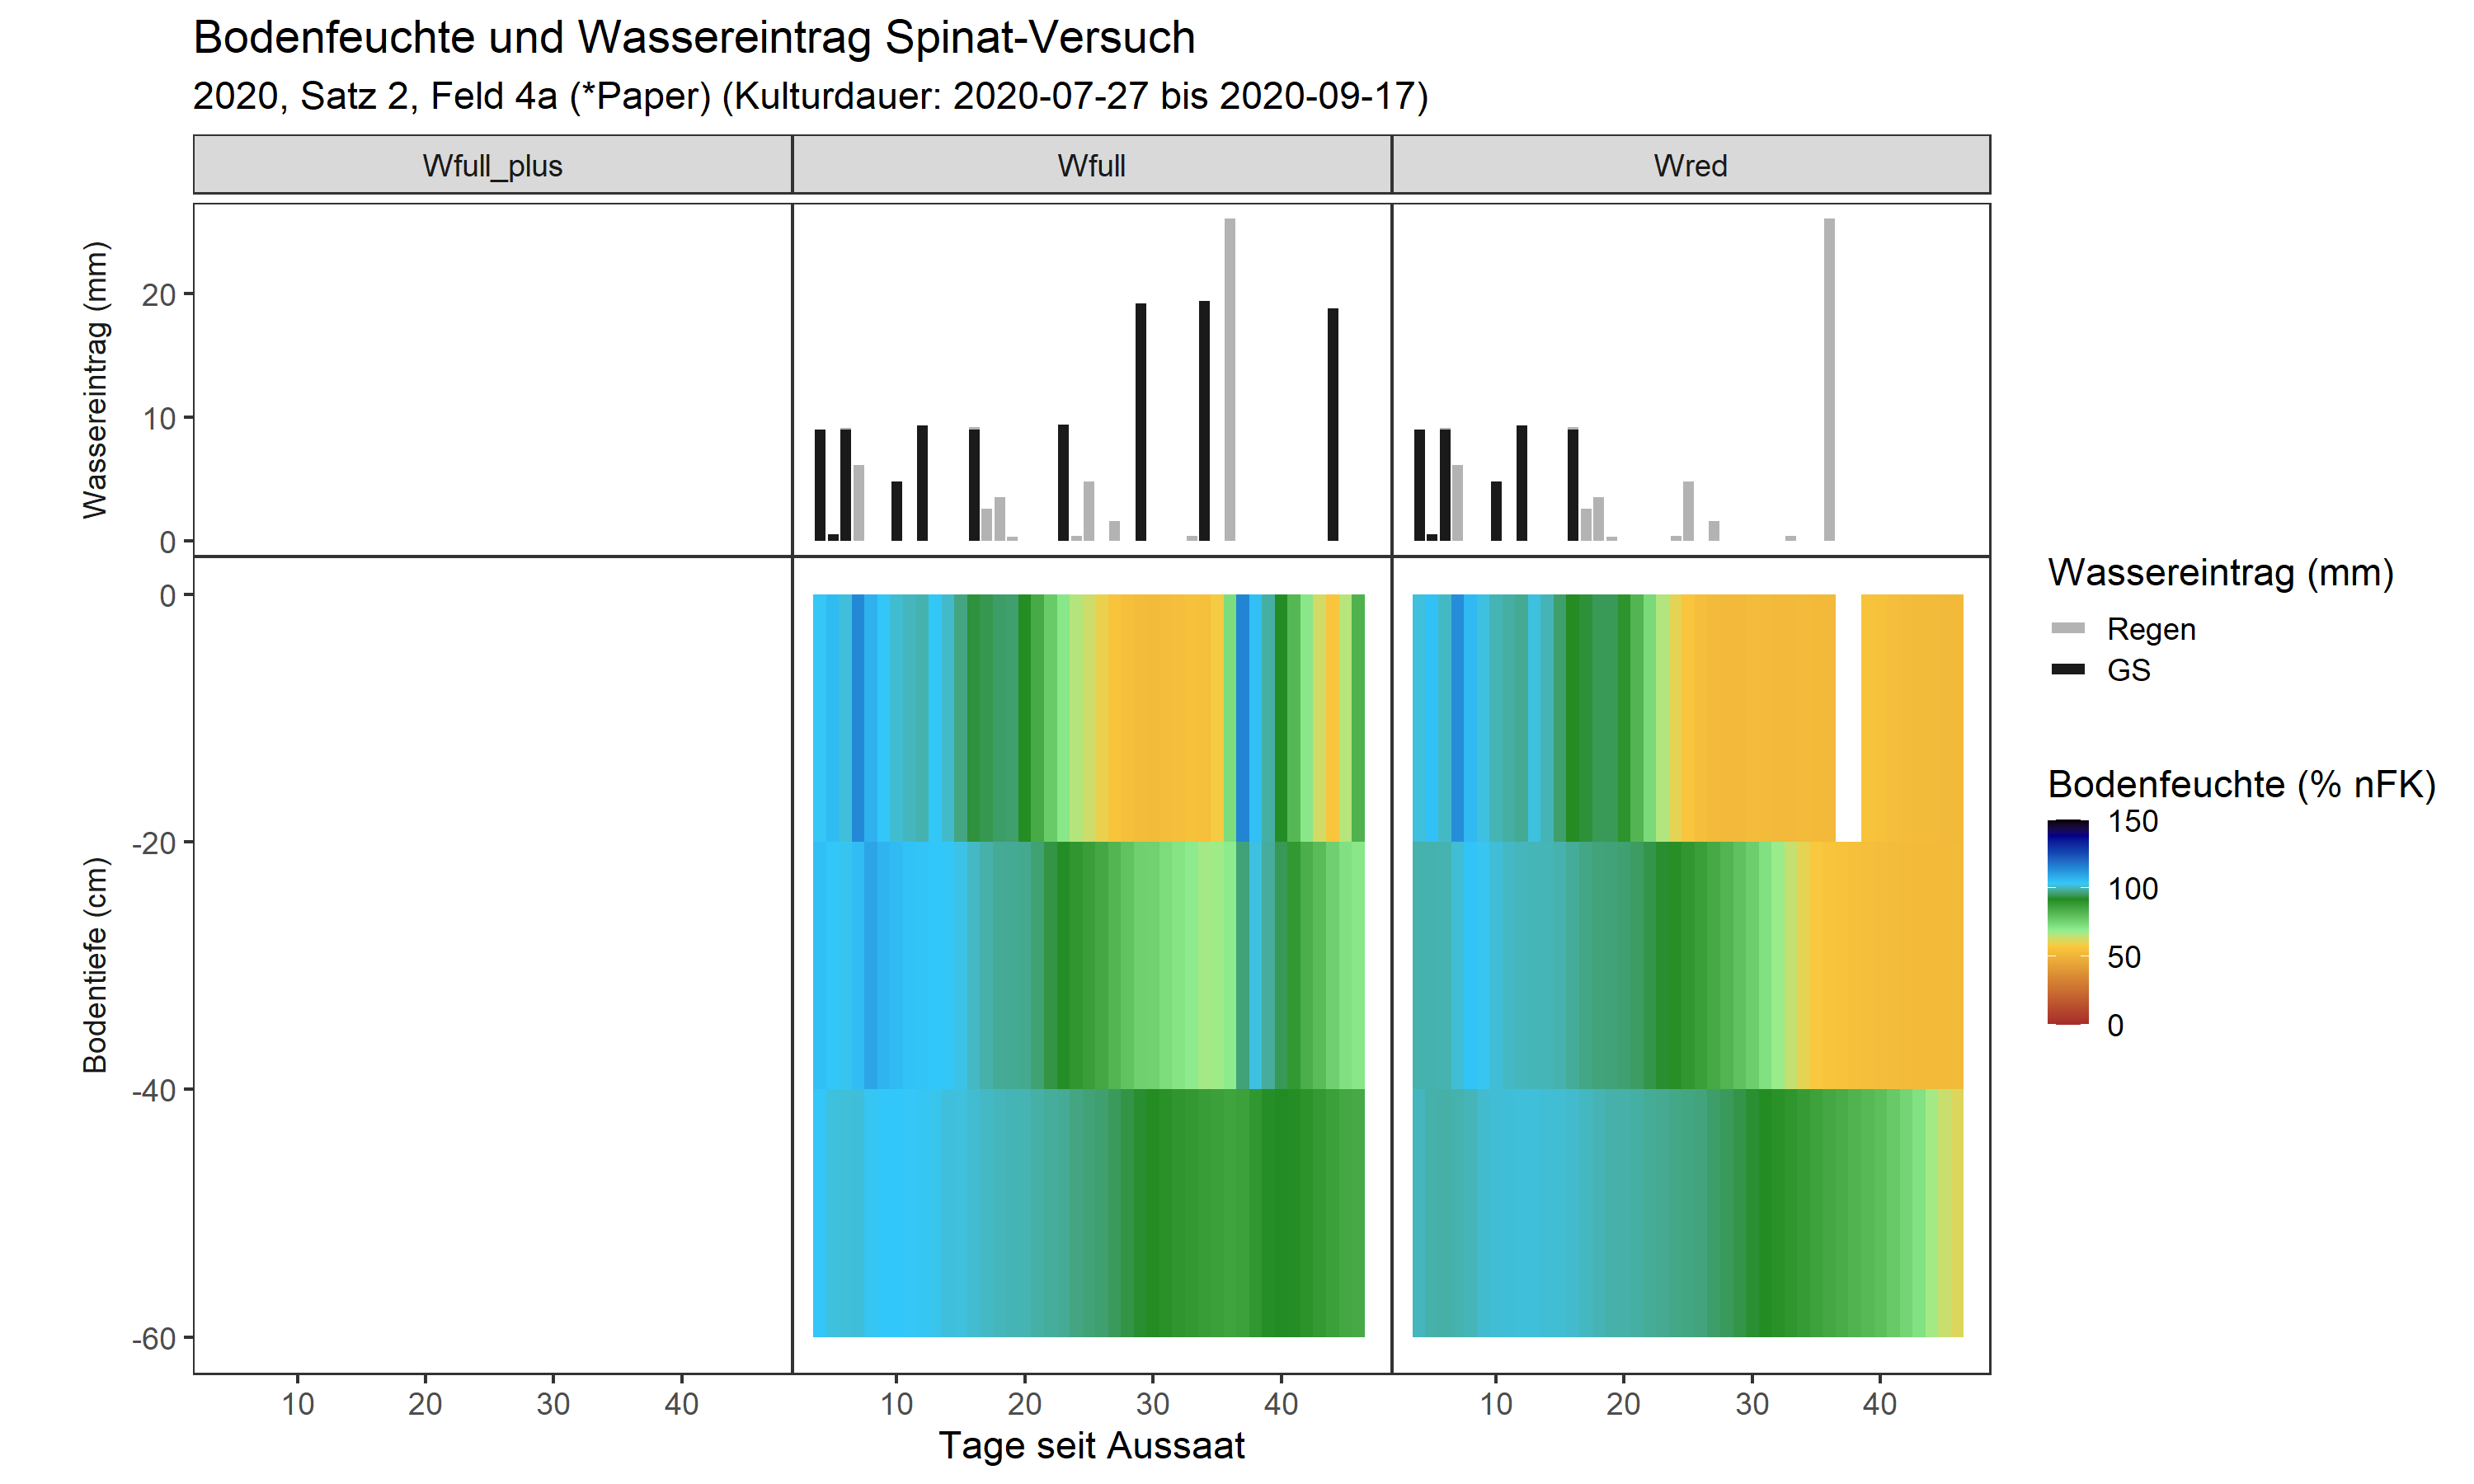 Bodenfeuchte und Wassereintrag Spinat-Versuch
2020, Satz 2, Feld 4a (*Paper) (Kulturdauer: 2020-07-27 bis 2020-09-17)
Wfull_plus
Wfull
Wred
Wassereintrag (mm)
20
10
0
Bodentiefe (cm)
0
-20
-40
-60
10 20 30 40
10 20 30 40
10 20 30 40
Tage seit Aussaat
Wassereintrag (mm)
Regen
GS
Bodenfeuchte (% nFK)
150
100
50
0